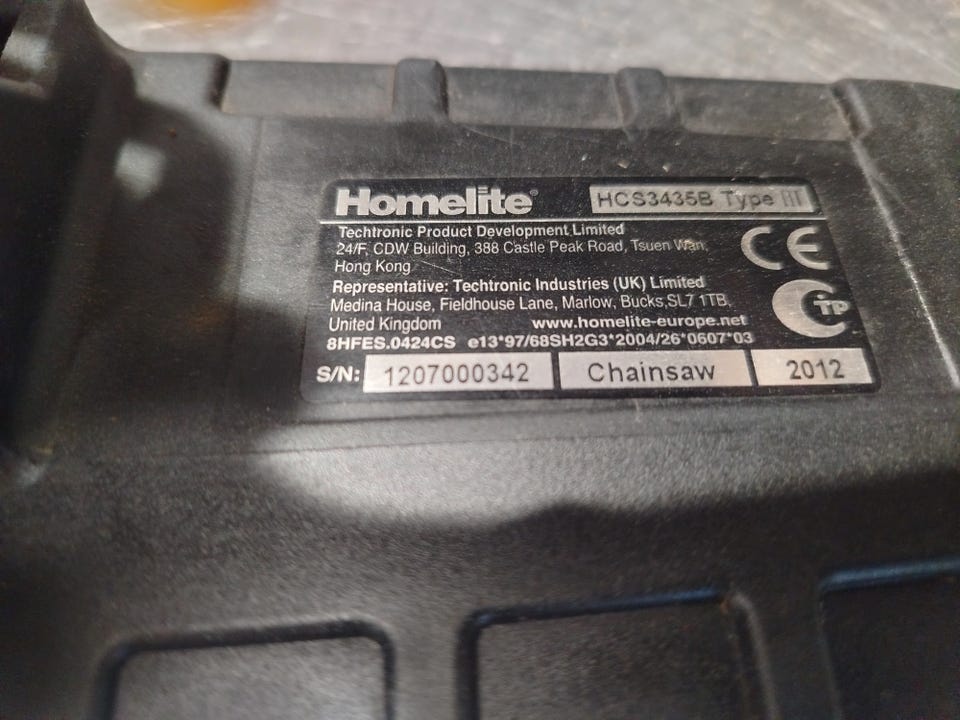 Homelite® HCS3435B Type III
Techtronic Product Development Limited
24/F, CDW Building, 388 Castle Peak Road, Tsuen Wan,
Hong Kong
Representative: Techtronic Industries (UK) Limited
Medina House, Fieldhouse Lane, Marlow, Bucks.SL7 1TB,
United Kingdom www.homelite-europe.net
8HFES.0424CS e13*97/68SH2G3*2004/26*0607*03
S/N: 1207000342 Chainsaw 2012
CE